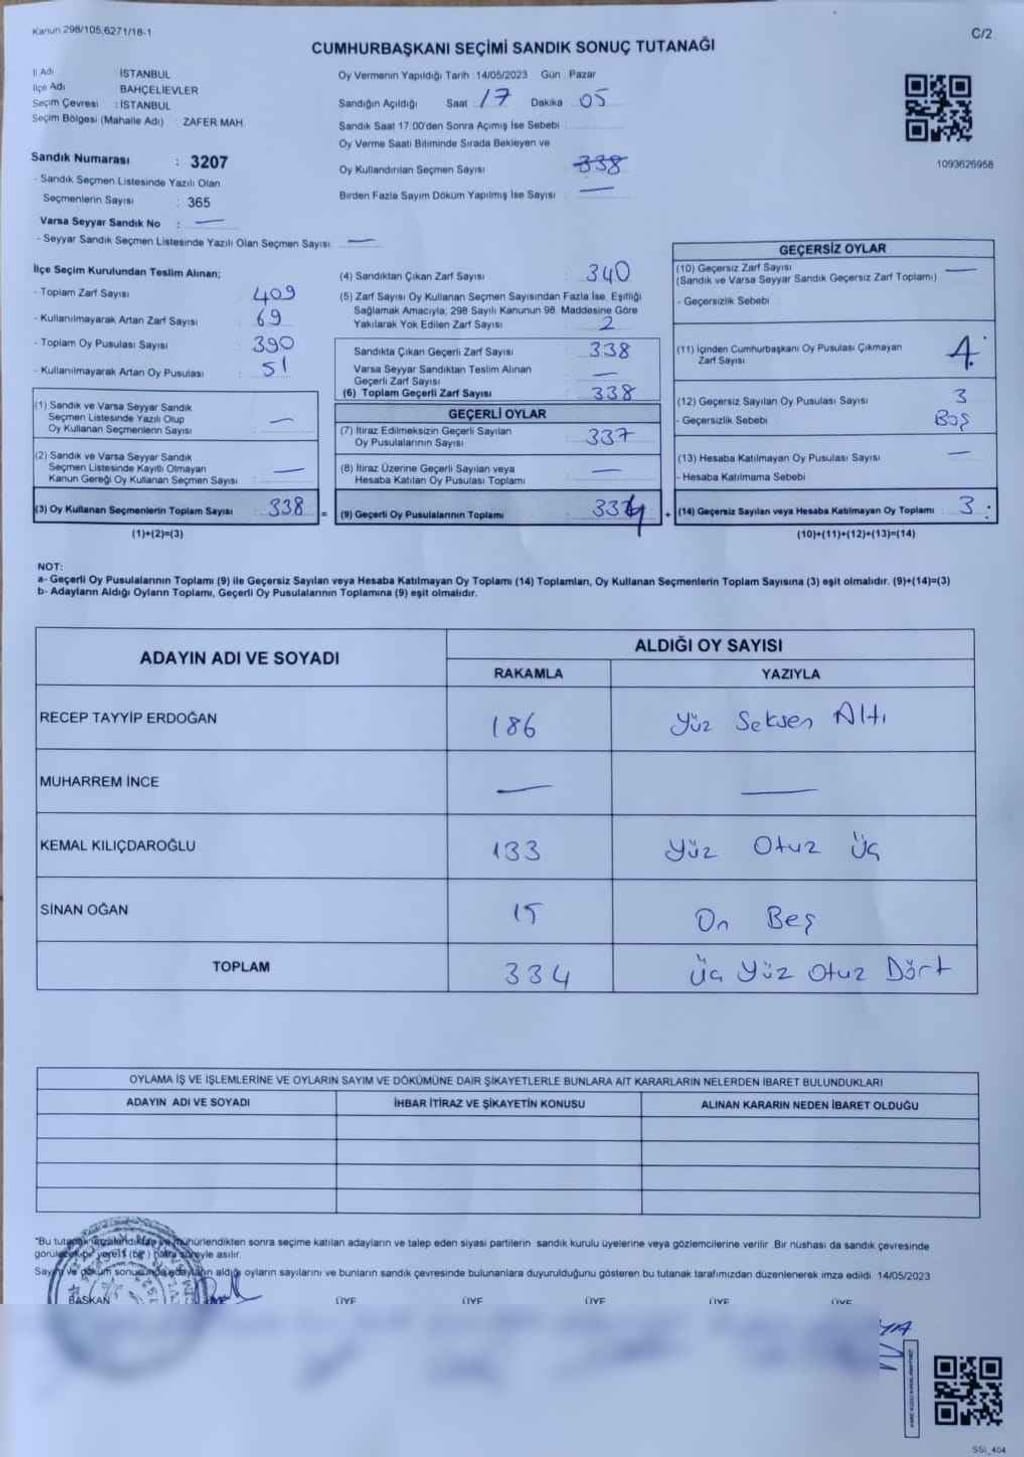 Kanun 298/105,6271/18-1
C/2
CUMHURBAŞKANI SEÇİMİ SANDIK SONUÇ TUTANAĞI
İl Adı İSTANBUL
İlçe Adı BAHÇELİEVLER
Seçim Çevresi : İSTANBUL
Seçim Bölgesi (Mahalle Adı) ZAFER MAH.
Sandık Numarası : 3207
- Sandık Seçmen Listesinde Yazılı Olan
Seçmenlerin Sayısı : 365
Varsa Seyyar Sandık No : —
- Seyyar Sandık Seçmen Listesinde Yazılı Olan Seçmen Sayısı —
Oy Vermenin Yapıldığı Tarih : 14/05/2023 Gün : Pazar
Sandığın Açıldığı Saat 17 Dakika 05
Sandık Saat 17:00'den Sonra Açımış İse Sebebi
Oy Verme Saati Bitiminde Sırada Bekleyen ve
Oy Kullandırılan Seçmen Sayısı 338
Birden Fazla Sayım Döküm Yapılmış İse Sayısı —
1093626958
İlçe Seçim Kurulundan Teslim Alınan;
- Toplam Zarf Sayısı 409
- Kullanılmayarak Artan Zarf Sayısı 69
- Toplam Oy Pusulası Sayısı 390
- Kullanılmayarak Artan Oy Pusulası 51
(1) Sandık ve Varsa Seyyar Sandık
Seçmen Listesinde Yazılı Olup
Oy Kullanan Seçmenlerin Sayısı —
(2) Sandık ve Varsa Seyyar Sandık
Seçmen Listesinde Kayıtlı Olmayan
Kanun Gereği Oy Kullanan Seçmen Sayısı —
(3) Oy Kullanan Seçmenlerin Toplam Sayısı 338 =
(1)+(2)=(3)
(4) Sandıktan Çıkan Zarf Sayısı 340
(5) Zarf Sayısı Oy Kullanan Seçmen Sayısından Fazla İse, Eşitliği
Sağlamak Amacıyla; 298 Sayılı Kanunun 98. Maddesine Göre
Yakılarak Yok Edilen Zarf Sayısı 2
Sandıkta Çıkan Geçerli Zarf Sayısı 338
Varsa Seyyar Sandıktan Teslim Alınan
Geçerli Zarf Sayısı —
(6) Toplam Geçerli Zarf Sayısı 338
GEÇERLİ OYLAR
(7) İtiraz Edilmeksizin Geçerli Sayılan
Oy Pusulalarının Sayısı 337
(8) İtiraz Üzerine Geçerli Sayılan veya
Hesaba Katılan Oy Pusulası Toplamı —
(9) Geçerli Oy Pusulalarının Toplamı 334 +
GEÇERSİZ OYLAR
(10) Geçersiz Zarf Sayısı —
(Sandık ve Varsa Seyyar Sandık Geçersiz Zarf Toplamı)
- Geçersizlik Sebebi
(11) İçinden Cumhurbaşkanı Oy Pusulası Çıkmayan
Zarf Sayısı 4
(12) Geçersiz Sayılan Oy Pusulası Sayısı 3
- Geçersizlik Sebebi Boş
(13) Hesaba Katılmayan Oy Pusulası Sayısı —
- Hesaba Katılmama Sebebi
(14) Geçersiz Sayılan veya Hesaba Katılmayan Oy Toplamı 3
(10)+(11)+(12)+(13)=(14)
NOT:
a- Geçerli Oy Pusulalarının Toplamı (9) ile Geçersiz Sayılan veya Hesaba Katılmayan Oy Toplamı (14) Toplamları, Oy Kullanan Seçmenlerin Toplam Sayısına (3) eşit olmalıdır. (9)+(14)=(3)
b- Adayların Aldığı Oyların Toplamı, Geçerli Oy Pusulalarının Toplamına (9) eşit olmalıdır.
ADAYIN ADI VE SOYADI
ALDIĞI OY SAYISI
RAKAMLA YAZIYLA
RECEP TAYYİP ERDOĞAN 186 Yüz Seksen Altı
MUHARREM İNCE — —
KEMAL KILIÇDAROĞLU 133 Yüz Otuz Üç
SİNAN OĞAN 15 On Beş
TOPLAM 334 Üç Yüz Otuz Dört
OYLAMA İŞ VE İŞLEMLERİNE VE OYLARIN SAYIM VE DÖKÜMÜNE DAİR ŞİKAYETLERLE BUNLARA AİT KARARLARIN NELERDEN İBARET BULUNDUKLARI
ADAYIN ADI VE SOYADI İHBAR İTİRAZ VE ŞİKAYETİN KONUSU ALINAN KARARIN NEDEN İBARET OLDUĞU
"Bu tutanak imzalandıktan ve mühürlendikten sonra seçime katılan adayların ve talep eden siyasi partilerin sandık kurulu üyelerine veya gözlemcilerine verilir. Bir nüshası da sandık çevresinde
görülecek bir yere 1 (bir) hafta süreyle asılır.
Sayım ve döküm sonucunda adayların aldığı oyların sayılarını ve bunların sandık çevresinde bulunanlara duyurulduğunu gösteren bu tutanak tarafımızdan düzenlenerek imza edildi. 14/05/2023
BAŞKAN ÜYE ÜYE ÜYE ÜYE ÜYE
SSİ_404